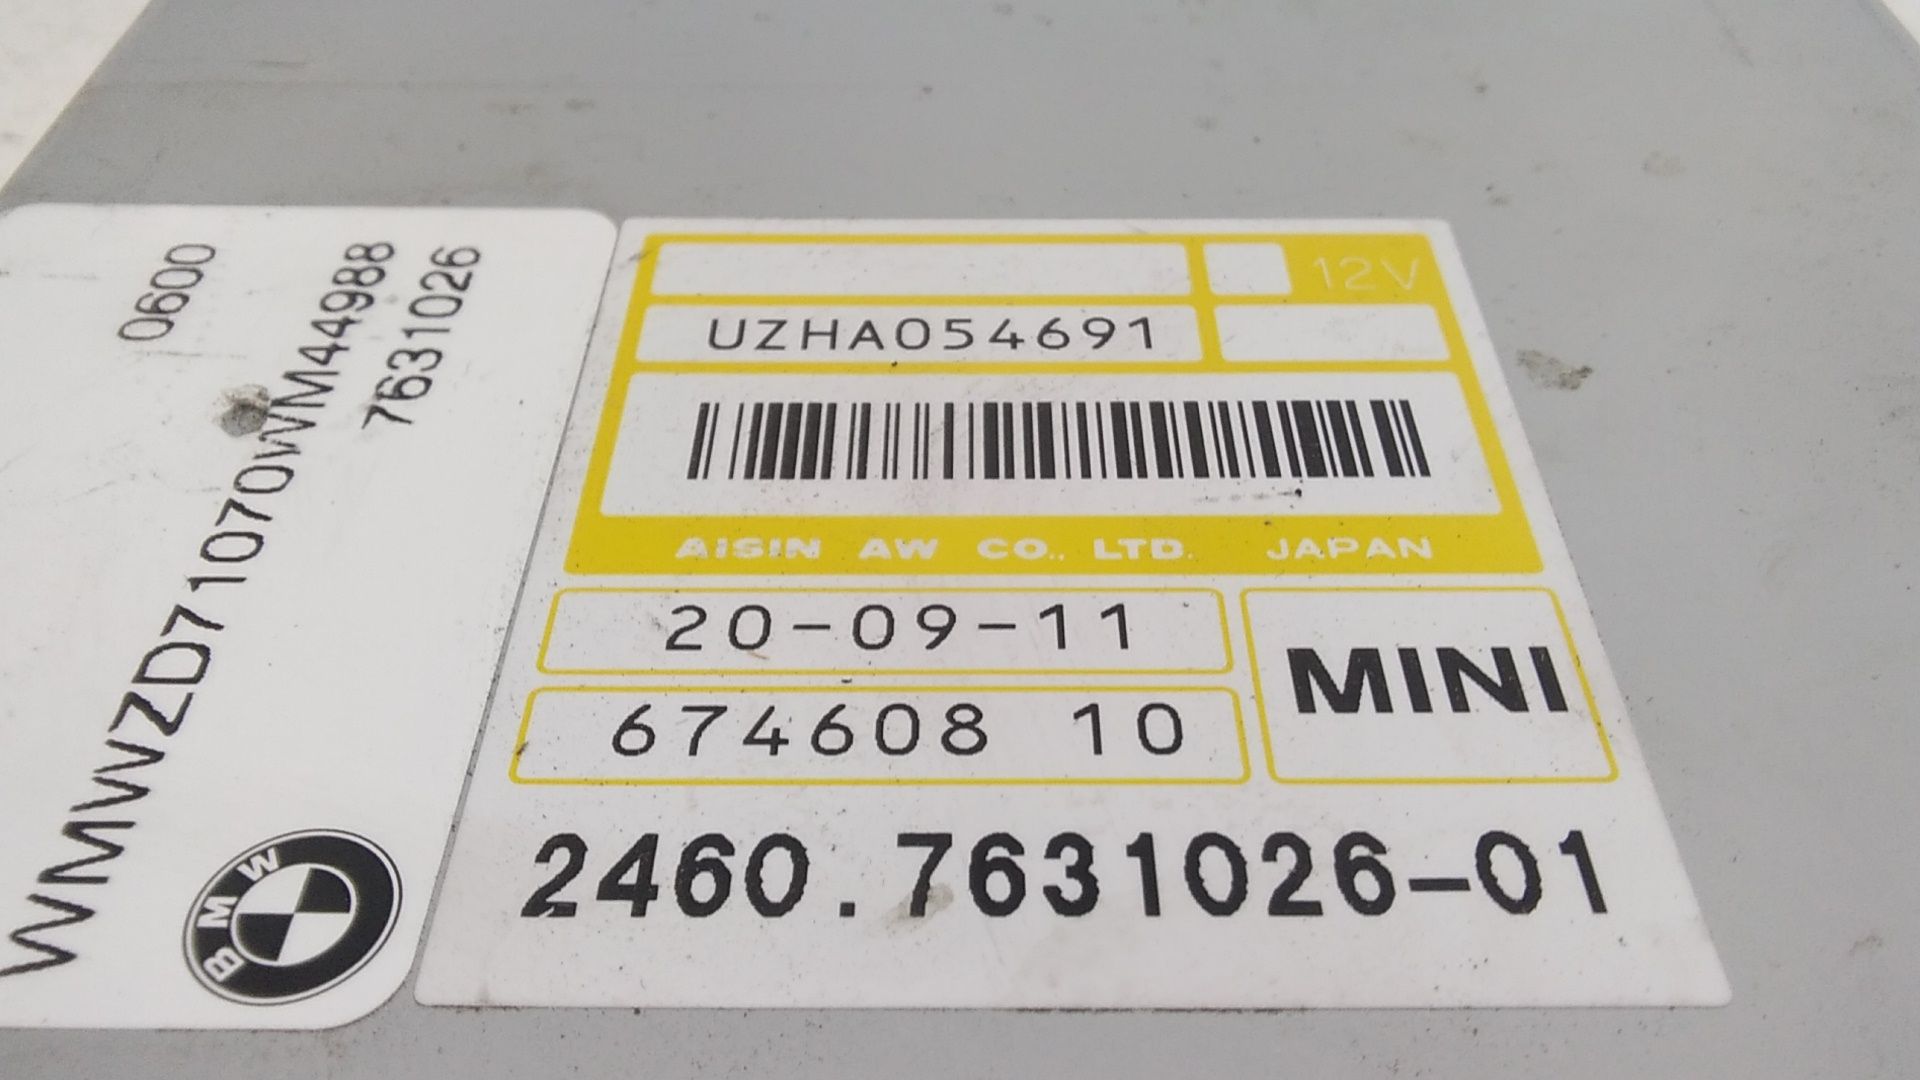 0600
WMWZD71070WM44988
7631026
BMW
12V
UZHA054691
AISIN AW CO., LTD. JAPAN
20-09-11
674608 10
MINI
2460.7631026-01